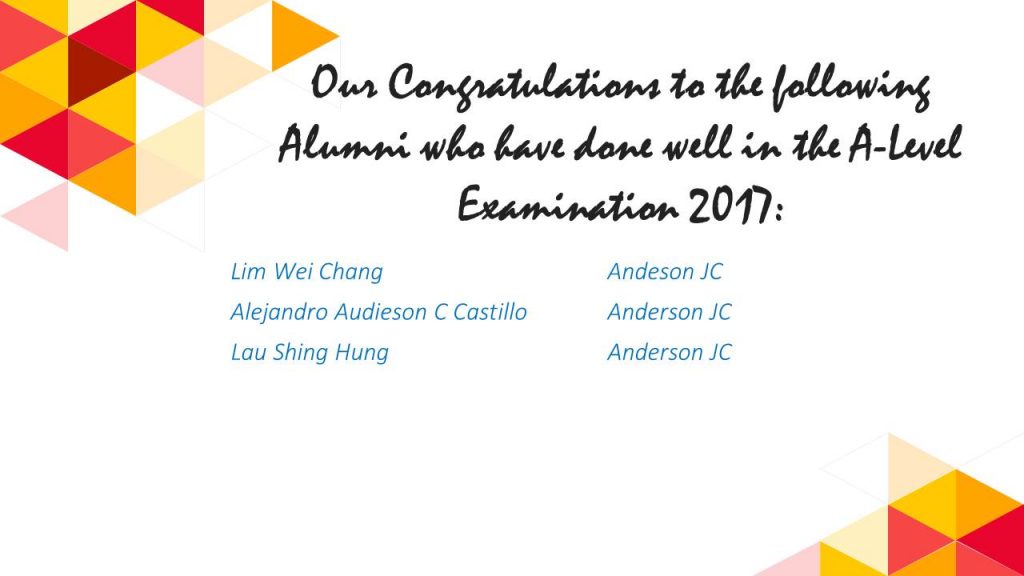 Our Congratulations to the following
Alumni who have done well in the A-Level
Examination 2017:
Lim Wei Chang Andeson JC
Alejandro Audieson C Castillo Anderson JC
Lau Shing Hung Anderson JC